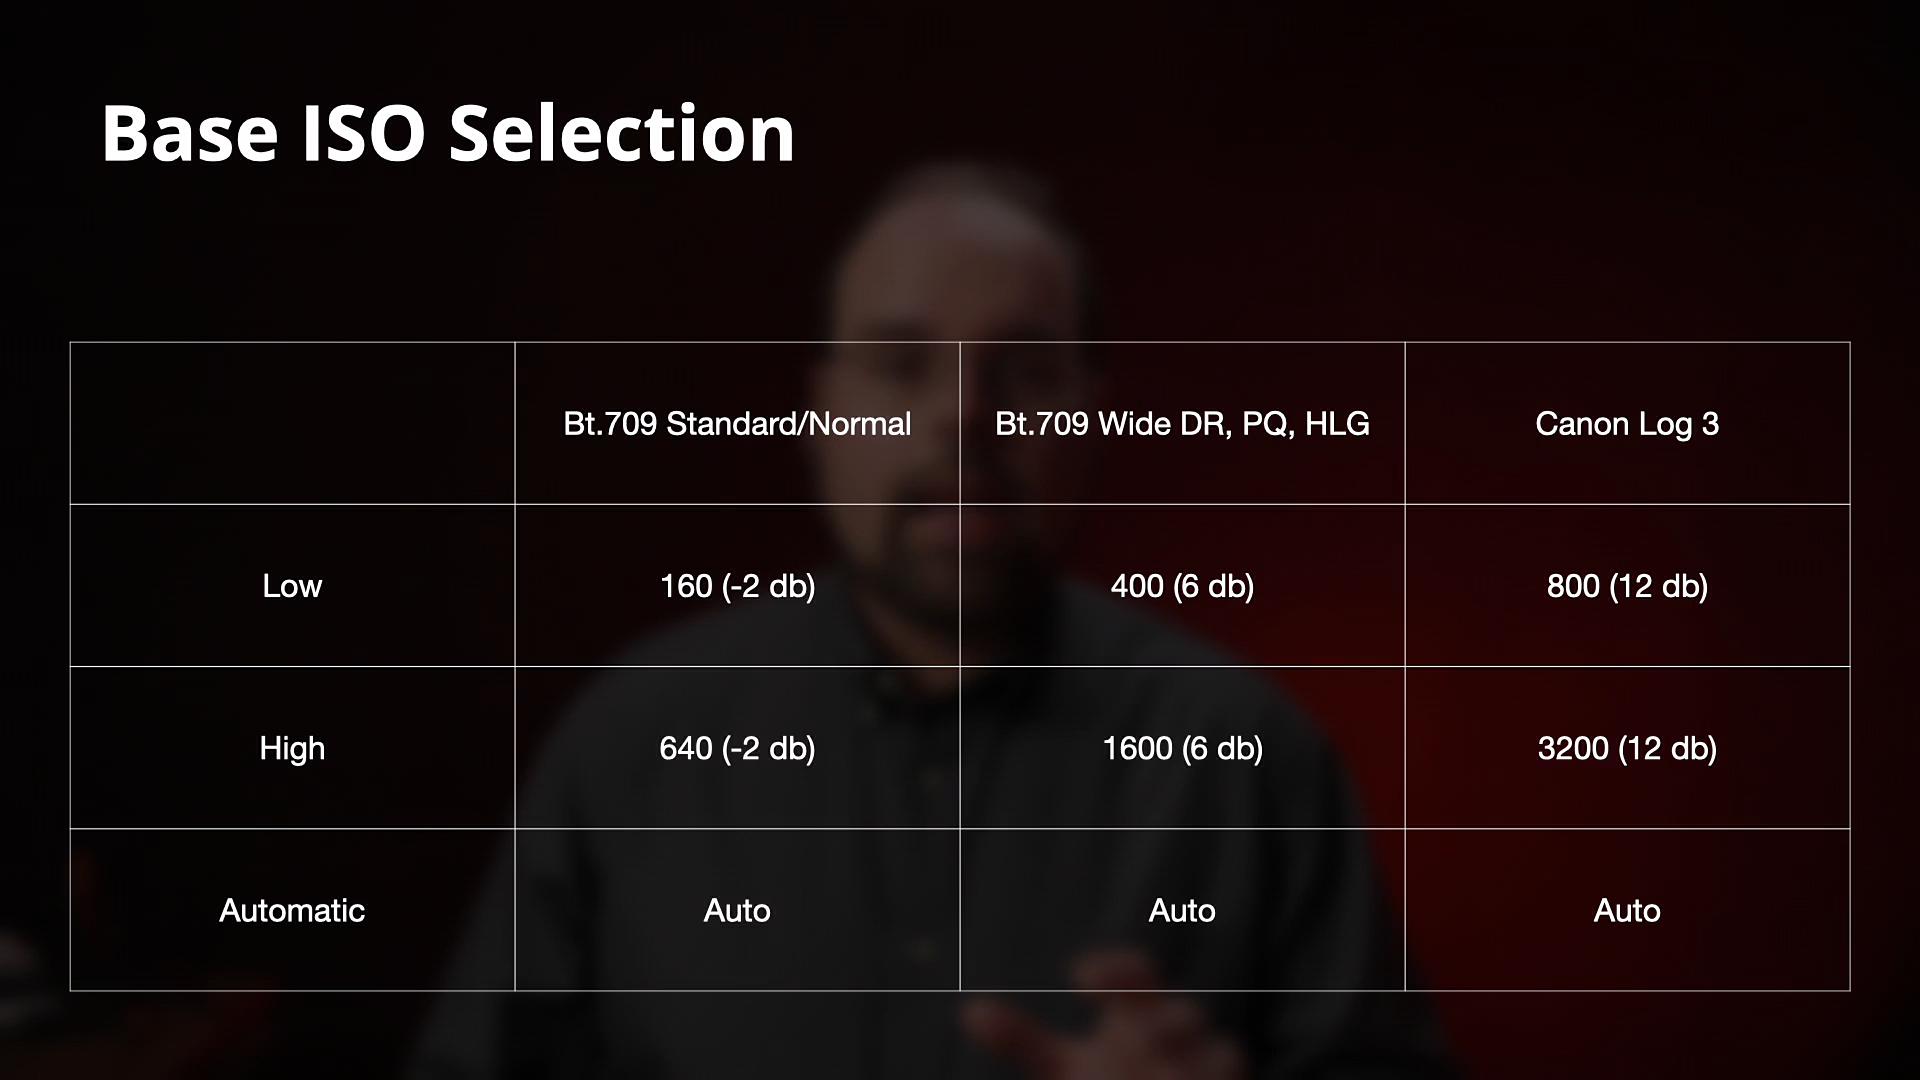 Base ISO Selection
Bt.709 Standard/Normal Bt.709 Wide DR, PQ, HLG Canon Log 3
Low 160 (-2 db) 400 (6 db) 800 (12 db)
High 640 (-2 db) 1600 (6 db) 3200 (12 db)
Automatic Auto Auto Auto